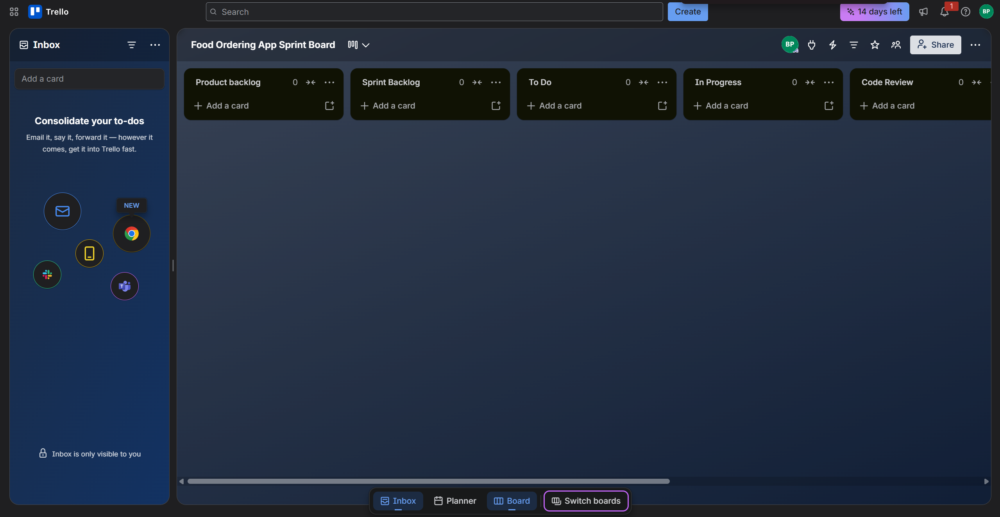 Trello
Search
Create
14 days left
1
BP
Inbox
Add a card
Consolidate your to-dos
Email it, say it, forward it — however it
comes, get it into Trello fast.
NEW
T
Inbox is only visible to you
Food Ordering App Sprint Board
BP
Share
Product backlog 0
Add a card
Sprint Backlog 0
Add a card
To Do 0
Add a card
In Progress 0
Add a card
Code Review 0
Add a card
Inbox
Planner
Board
Switch boards